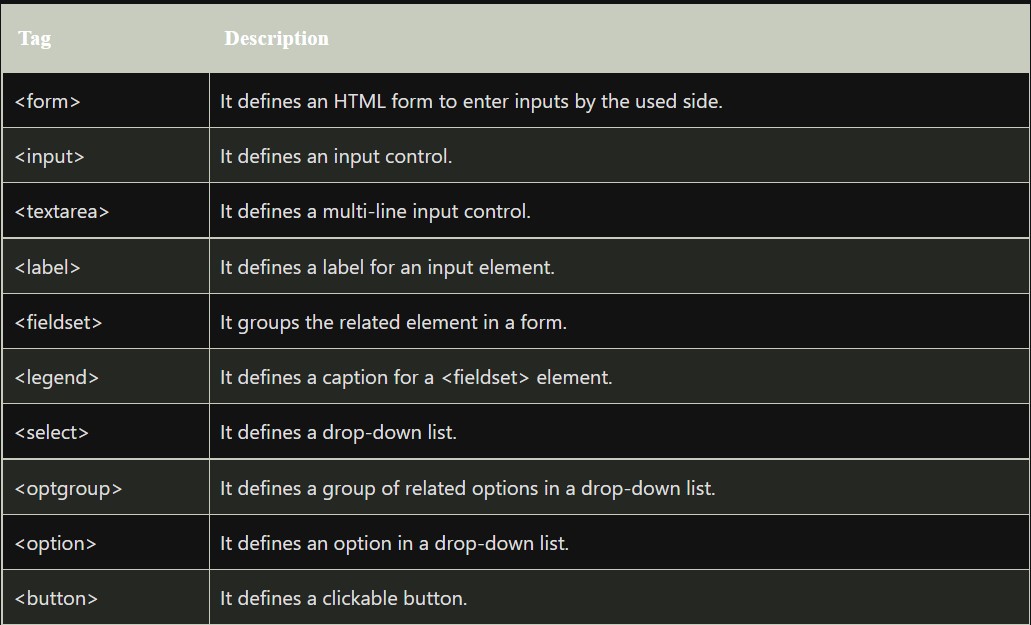 Tag Description
<form> It defines an HTML form to enter inputs by the used side.
<input> It defines an input control.
<textarea> It defines a multi-line input control.
<label> It defines a label for an input element.
<fieldset> It groups the related element in a form.
<legend> It defines a caption for a <fieldset> element.
<select> It defines a drop-down list.
<optgroup> It defines a group of related options in a drop-down list.
<option> It defines an option in a drop-down list.
<button> It defines a clickable button.